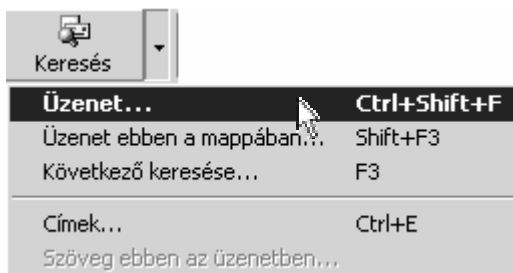 Keresés
Üzenet... Ctrl+Shift+F
Üzenet ebben a mappában... Shift+F3
Következő keresése... F3
Címek... Ctrl+E
Szöveg ebben az üzenetben...